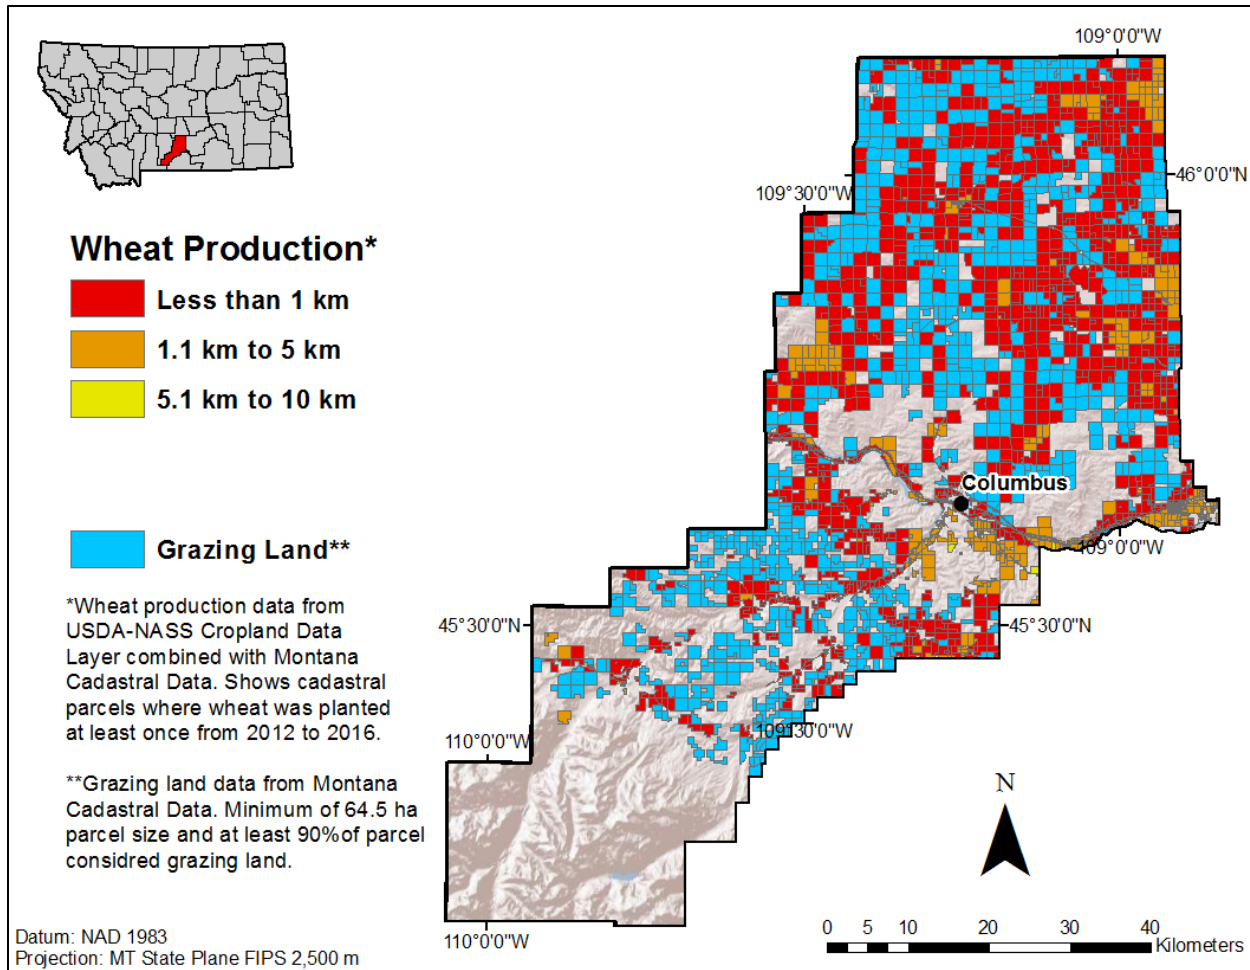 109°0'0"W
46°0'0"N
109°30'0"W
Wheat Production*
Less than 1 km
1.1 km to 5 km
5.1 km to 10 km
Columbus
Grazing Land**
109°0'0"W
*Wheat production data from
USDA-NASS Cropland Data
Layer combined with Montana
Cadastral Data. Shows cadastral
parcels where wheat was planted
at least once from 2012 to 2016.
45°30'0"N
45°30'0"N
109°30'0"W
110°0'0"W
**Grazing land data from Montana
Cadastral Data. Minimum of 64.5 ha
parcel size and at least 90%of parcel
considred grazing land.
N
110°0'0"W
Datum: NAD 1983
Projection: MT State Plane FIPS 2,500 m
0 5 10 20 30 40
Kilometers